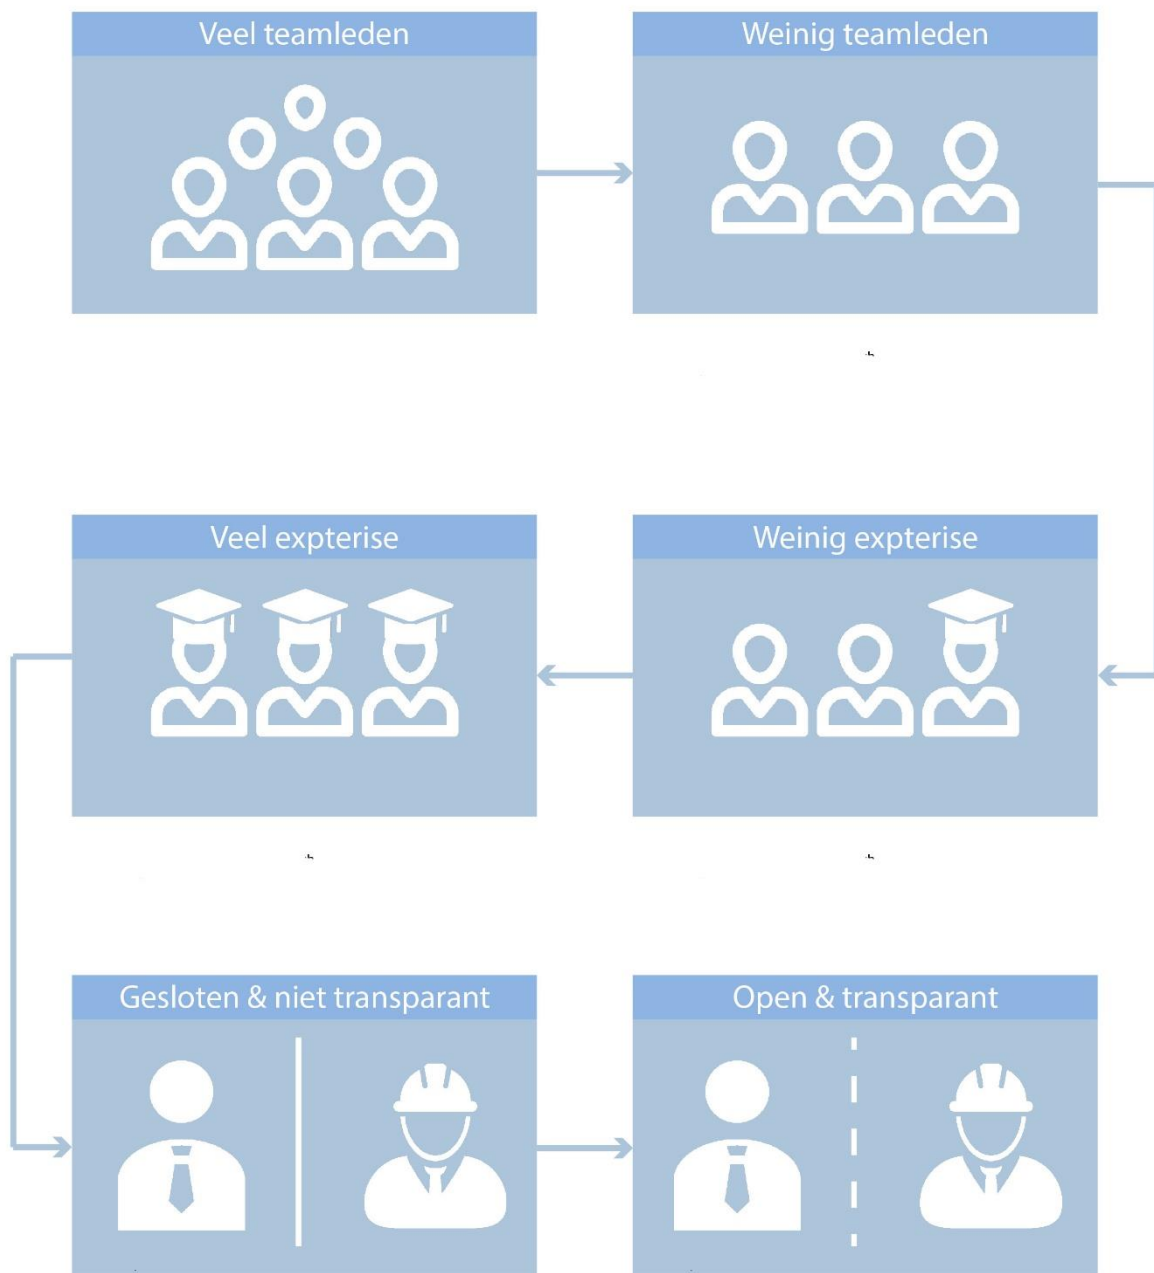 Veel teamleden
Weinig teamleden
Veel expterise
Weinig expterise
Gesloten & niet transparant
Open & transparant